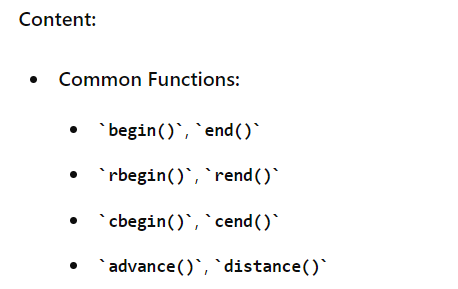 Content:
• Common Functions:
• `begin()`, `end()`
• `rbegin()`, `rend()`
• `cbegin()`, `cend()`
• `advance()`, `distance()`